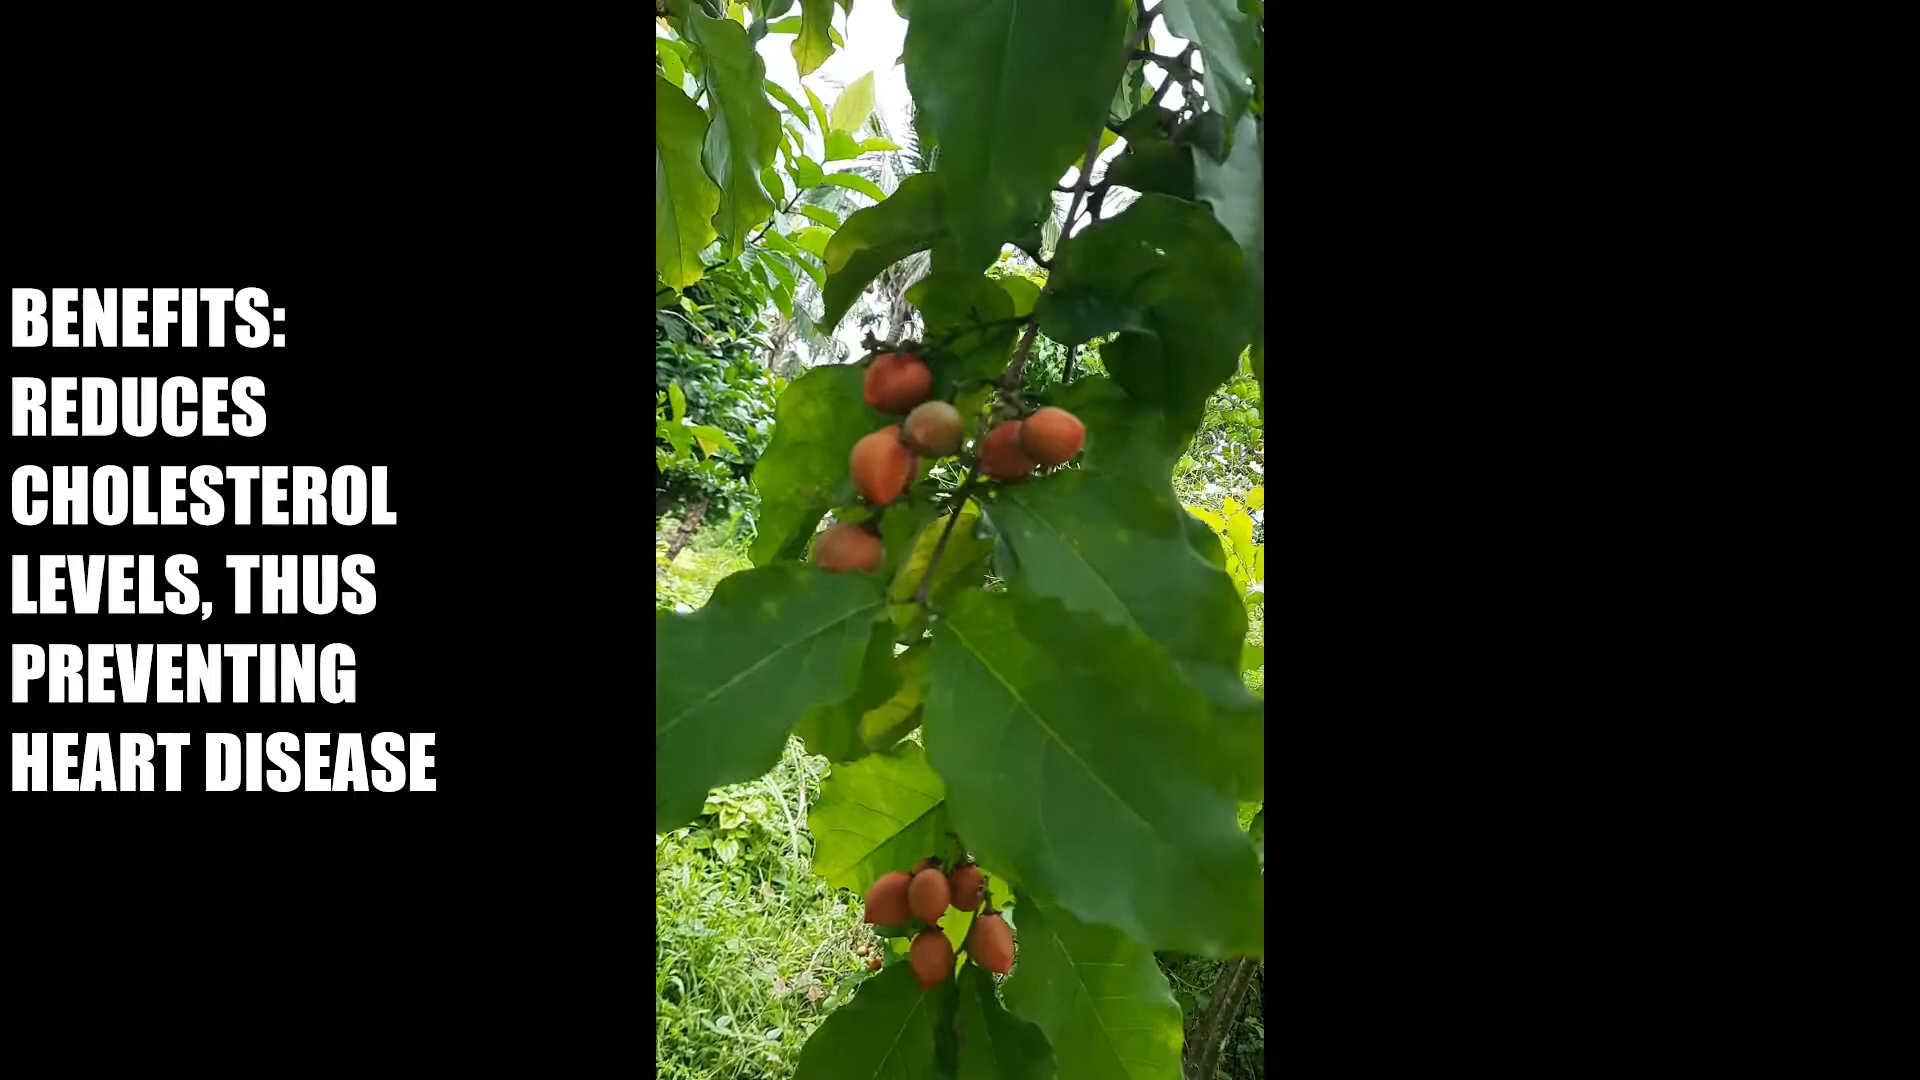 BENEFITS:
REDUCES
CHOLESTEROL
LEVELS, THUS
PREVENTING
HEART DISEASE